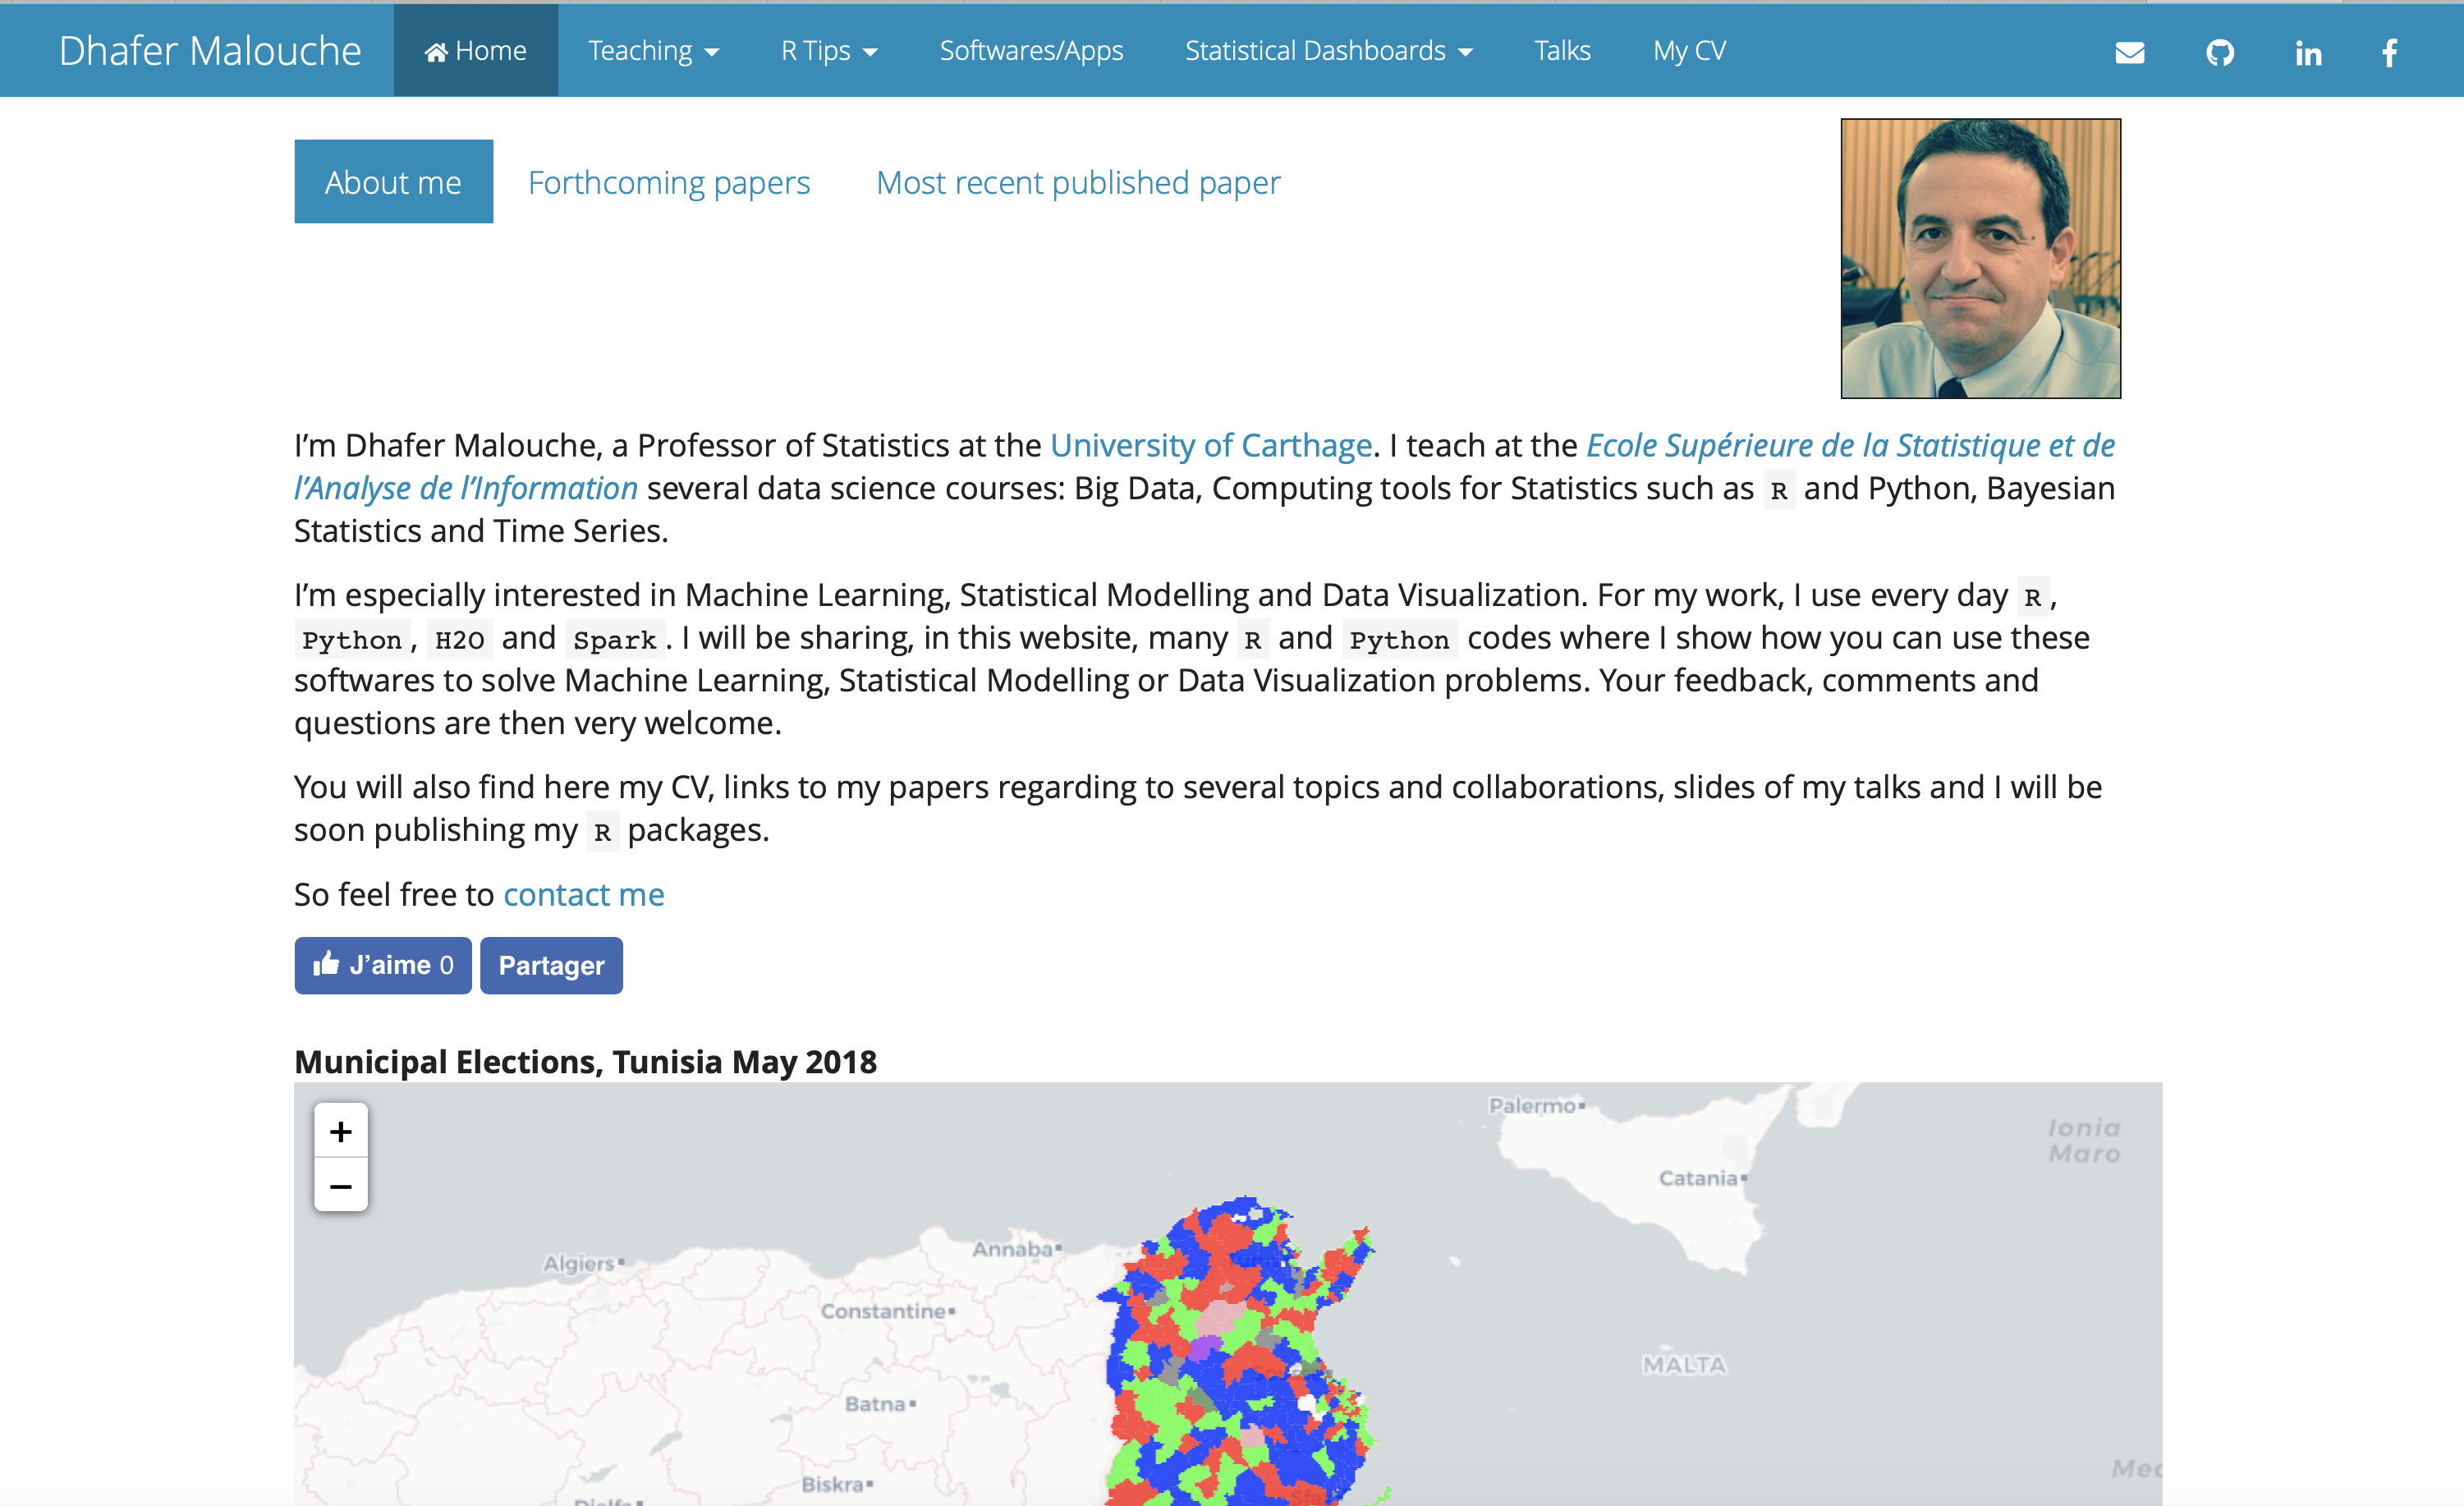 Dhafer Malouche
Home
Teaching
R Tips
Softwares/Apps
Statistical Dashboards
Talks
My CV
About me
Forthcoming papers
Most recent published paper
I’m Dhafer Malouche, a Professor of Statistics at the University of Carthage. I teach at the Ecole Supérieure de la Statistique et de
l’Analyse de l’Information several data science courses: Big Data, Computing tools for Statistics such as R and Python, Bayesian
Statistics and Time Series.
I’m especially interested in Machine Learning, Statistical Modelling and Data Visualization. For my work, I use every day R,
Python, H2O and Spark. I will be sharing, in this website, many R and Python codes where I show how you can use these
softwares to solve Machine Learning, Statistical Modelling or Data Visualization problems. Your feedback, comments and
questions are then very welcome.
You will also find here my CV, links to my papers regarding to several topics and collaborations, slides of my talks and I will be
soon publishing my R packages.
So feel free to contact me
J’aime 0
Partager
Municipal Elections, Tunisia May 2018
+
−
Palermo
Ionia
Maro
Catania
Annaba
Algiers
Constantine
MALTA
Batna
Biskra